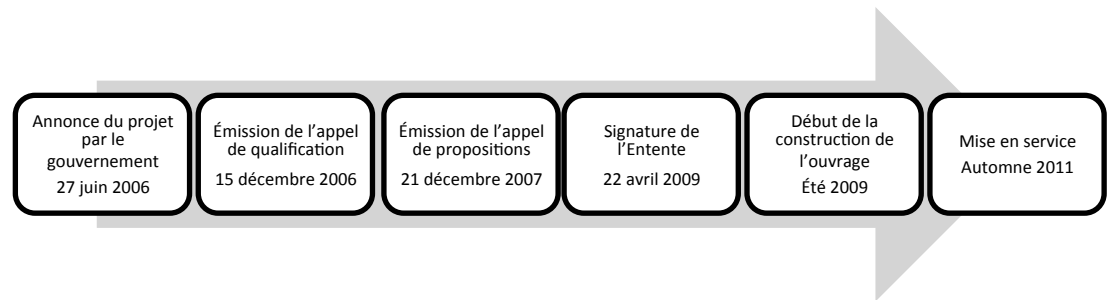 Annonce du projet
par le
gouvernement
27 juin 2006
Émission de l’appel
de qualification
15 décembre 2006
Émission de l’appel
de propositions
21 décembre 2007
Signature de
l’Entente
22 avril 2009
Début de la
construction de
l’ouvrage
Été 2009
Mise en service
Automne 2011